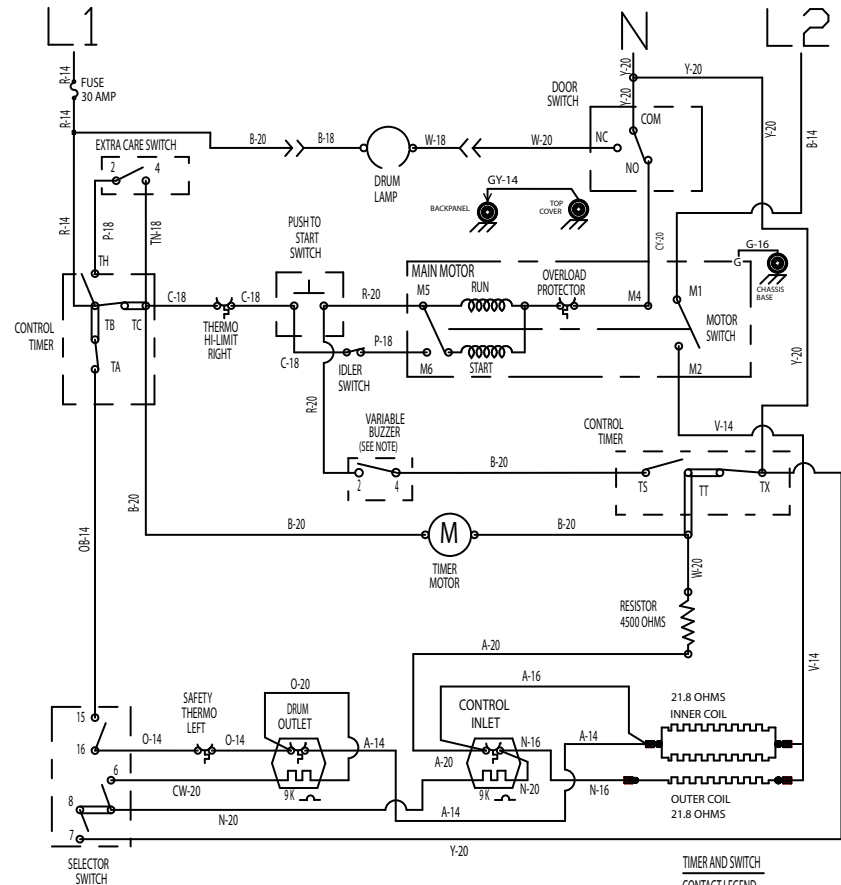 L1
N
L2
R-14
FUSE
30 AMP
R-14
Y-20
Y-20
Y-20
DOOR
SWITCH
COM
NC
NO
B-20
B-18
W-18
W-20
DRUM
LAMP
EXTRA CARE SWITCH
2
4
GY-14
BACKPANEL
TOP
COVER
Y-20
B-14
R-14
P-18
TN-18
PUSH TO
START
SWITCH
CY-20
G-16
G
CHASSIS
BASE
TH
TB
TC
TA
CONTROL
TIMER
C-18
C-18
THERMO
HI-LIMIT
RIGHT
R-20
MAIN MOTOR
M5
RUN
OVERLOAD
PROTECTOR
M4
M1
MOTOR
SWITCH
C-18
IDLER
SWITCH
P-18
M6
START
M2
Y-20
R-20
V-14
VARIABLE
BUZZER
(SEE NOTE)
2
4
B-20
CONTROL
TIMER
TS
TT
TX
B-20
OB-14
B-20
M
TIMER
MOTOR
B-20
W-20
RESISTOR
4500 OHMS
A-20
V-14
15
16
SAFETY
THERMO
LEFT
O-14
O-14
O-20
DRUM
OUTLET
A-14
CONTROL
INLET
A-16
N-16
A-20
A-14
21.8 OHMS
INNER COIL
6
CW-20
8
N-20
9K
9K
N-20
A-14
N-16
OUTER COIL
21.8 OHMS
7
Y-20
SELECTOR
SWITCH
TIMER AND SWITCH
CONTACT LEGEND